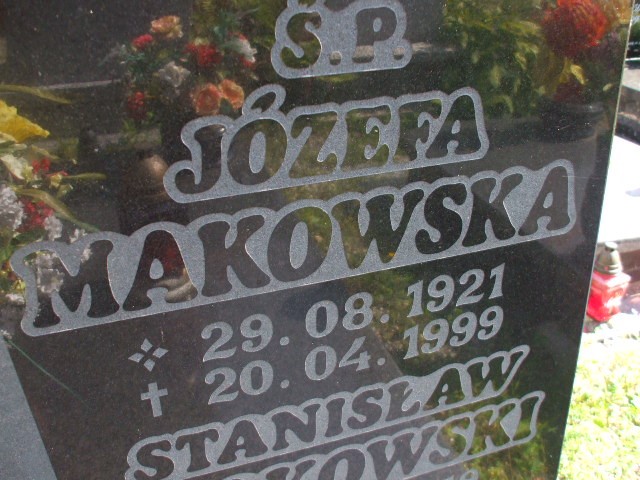 Ś.P.
JÓZEFA
MAKOWSKA
29.08.1921
20.04.1999
STANISŁAW